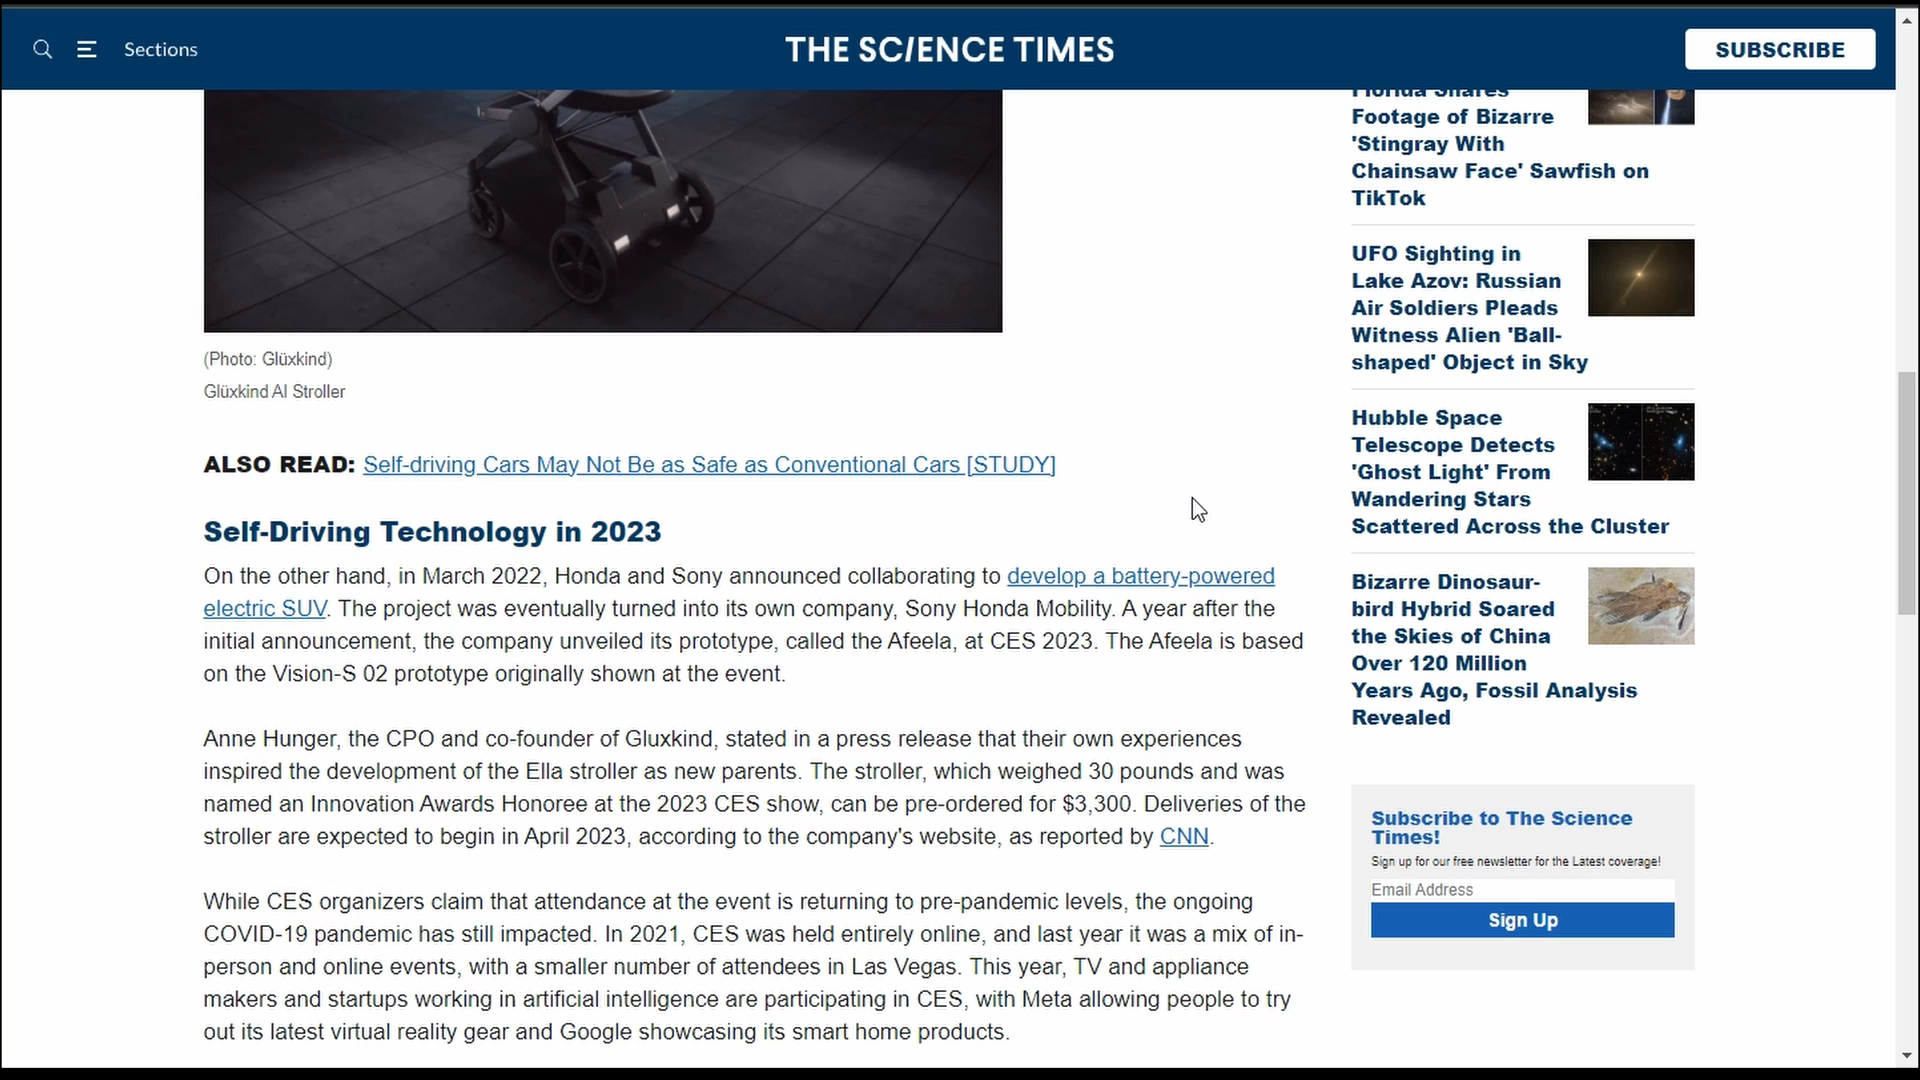 Sections
THE SCIENCE TIMES
SUBSCRIBE
(Photo: Glüxkind)
Glüxkind AI Stroller
ALSO READ: Self-driving Cars May Not Be as Safe as Conventional Cars [STUDY]
Self-Driving Technology in 2023
On the other hand, in March 2022, Honda and Sony announced collaborating to develop a battery-powered
electric SUV. The project was eventually turned into its own company, Sony Honda Mobility. A year after the
initial announcement, the company unveiled its prototype, called the Afeela, at CES 2023. The Afeela is based
on the Vision-S 02 prototype originally shown at the event.
Anne Hunger, the CPO and co-founder of Gluxkind, stated in a press release that their own experiences
inspired the development of the Ella stroller as new parents. The stroller, which weighed 30 pounds and was
named an Innovation Awards Honoree at the 2023 CES show, can be pre-ordered for $3,300. Deliveries of the
stroller are expected to begin in April 2023, according to the company's website, as reported by CNN.
While CES organizers claim that attendance at the event is returning to pre-pandemic levels, the ongoing
COVID-19 pandemic has still impacted. In 2021, CES was held entirely online, and last year it was a mix of in-
person and online events, with a smaller number of attendees in Las Vegas. This year, TV and appliance
makers and startups working in artificial intelligence are participating in CES, with Meta allowing people to try
out its latest virtual reality gear and Google showcasing its smart home products.
Florida Shares
Footage of Bizarre
'Stingray With
Chainsaw Face' Sawfish on
TikTok
UFO Sighting in
Lake Azov: Russian
Air Soldiers Pleads
Witness Alien 'Ball-
shaped' Object in Sky
Hubble Space
Telescope Detects
'Ghost Light' From
Wandering Stars
Scattered Across the Cluster
Bizarre Dinosaur-
bird Hybrid Soared
the Skies of China
Over 120 Million
Years Ago, Fossil Analysis
Revealed
Subscribe to The Science
Times!
Sign up for our free newsletter for the Latest coverage!
Email Address
Sign Up